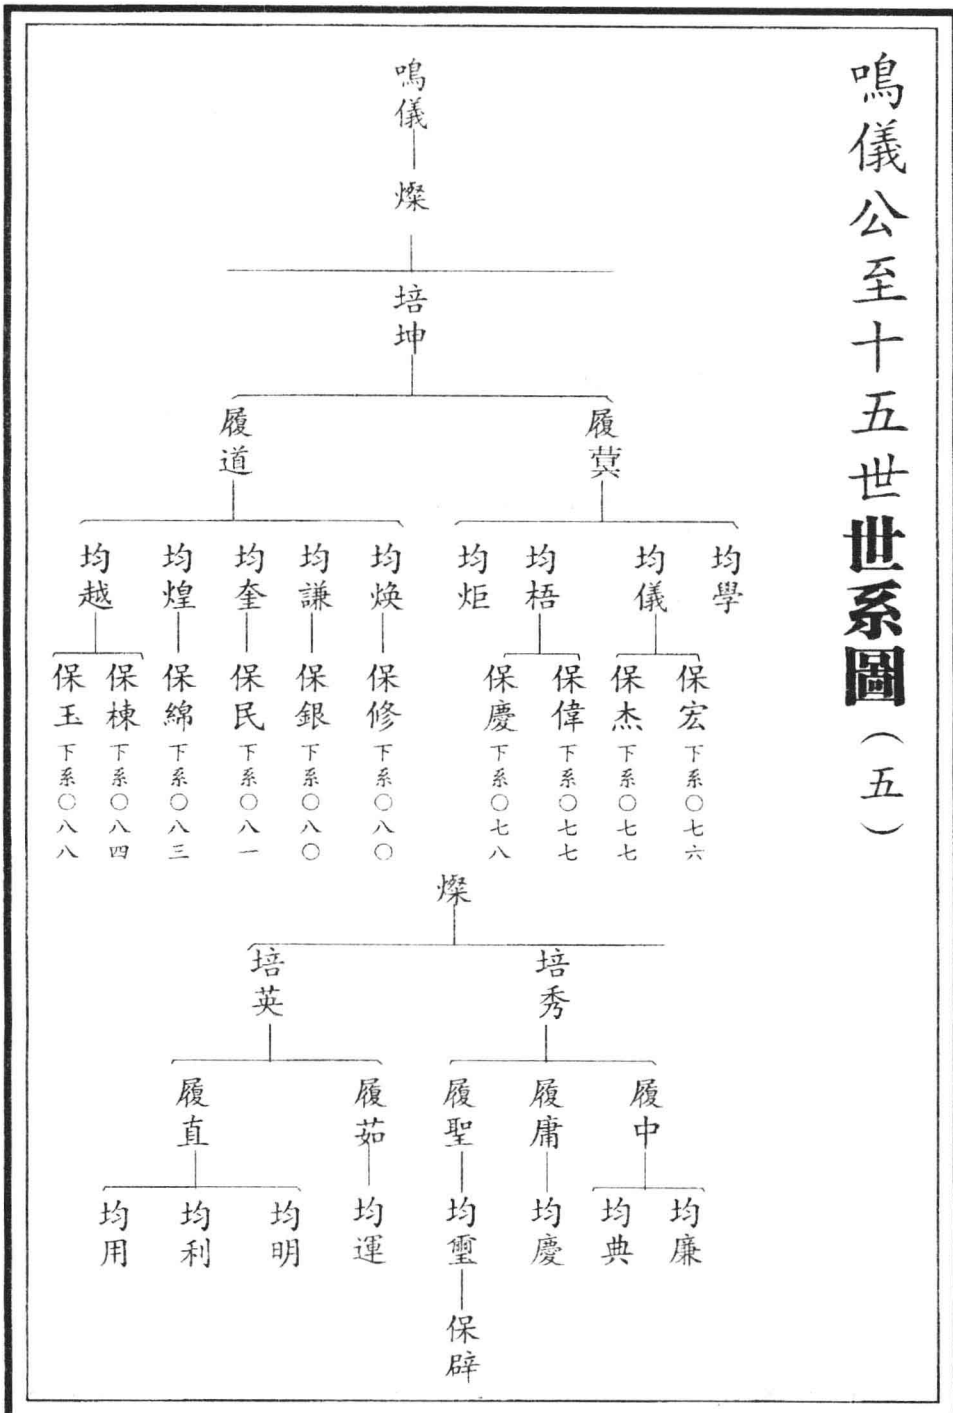 鳴儀公至十五世世系圖（五）
鳴儀
燦
培坤
履蓂
履道
均學
均儀
均梧
均炬
均煥
均謙
均奎
均煌
均越
保宏下系〇七六
保杰下系〇七七
保偉下系〇七七
保慶下系〇七八
保修下系〇八〇
保銀下系〇八〇
保民下系〇八一
保綿下系〇八三
保棟下系〇八四
保玉下系〇八八
燦
培秀
培英
履中
履庸
履聖
履茹
履直
均廉
均典
均慶
均璽
均運
均明
均利
均用
保辟